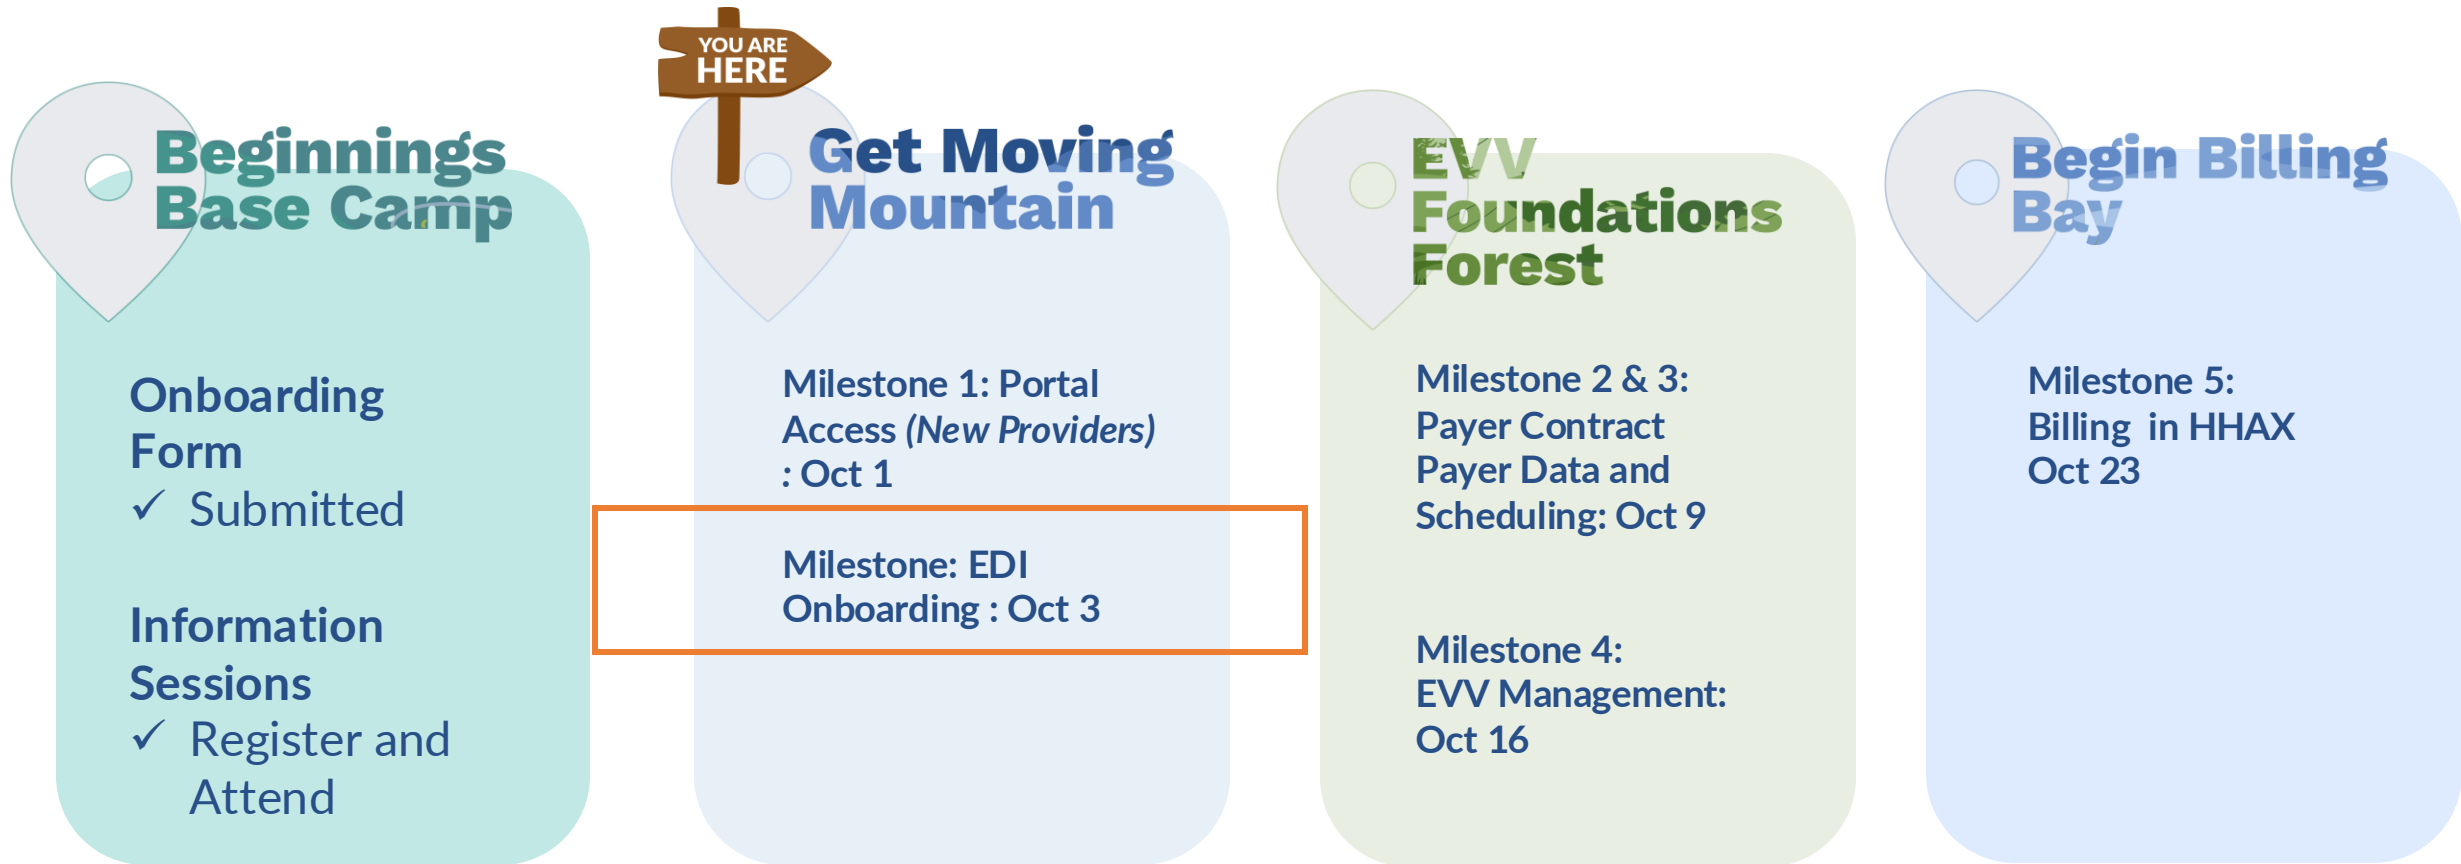 YOU ARE
HERE
Beginnings
Base Camp
Onboarding
Form
✓ Submitted
Information
Sessions
✓ Register and
Attend
Get Moving
Mountain
Milestone 1: Portal
Access (New Providers)
: Oct 1
Milestone: EDI
Onboarding : Oct 3
EVV
Foundations
Forest
Milestone 2 & 3:
Payer Contract
Payer Data and
Scheduling: Oct 9
Milestone 4:
EVV Management:
Oct 16
Begin Billing
Bay
Milestone 5:
Billing  in HHAX
Oct 23